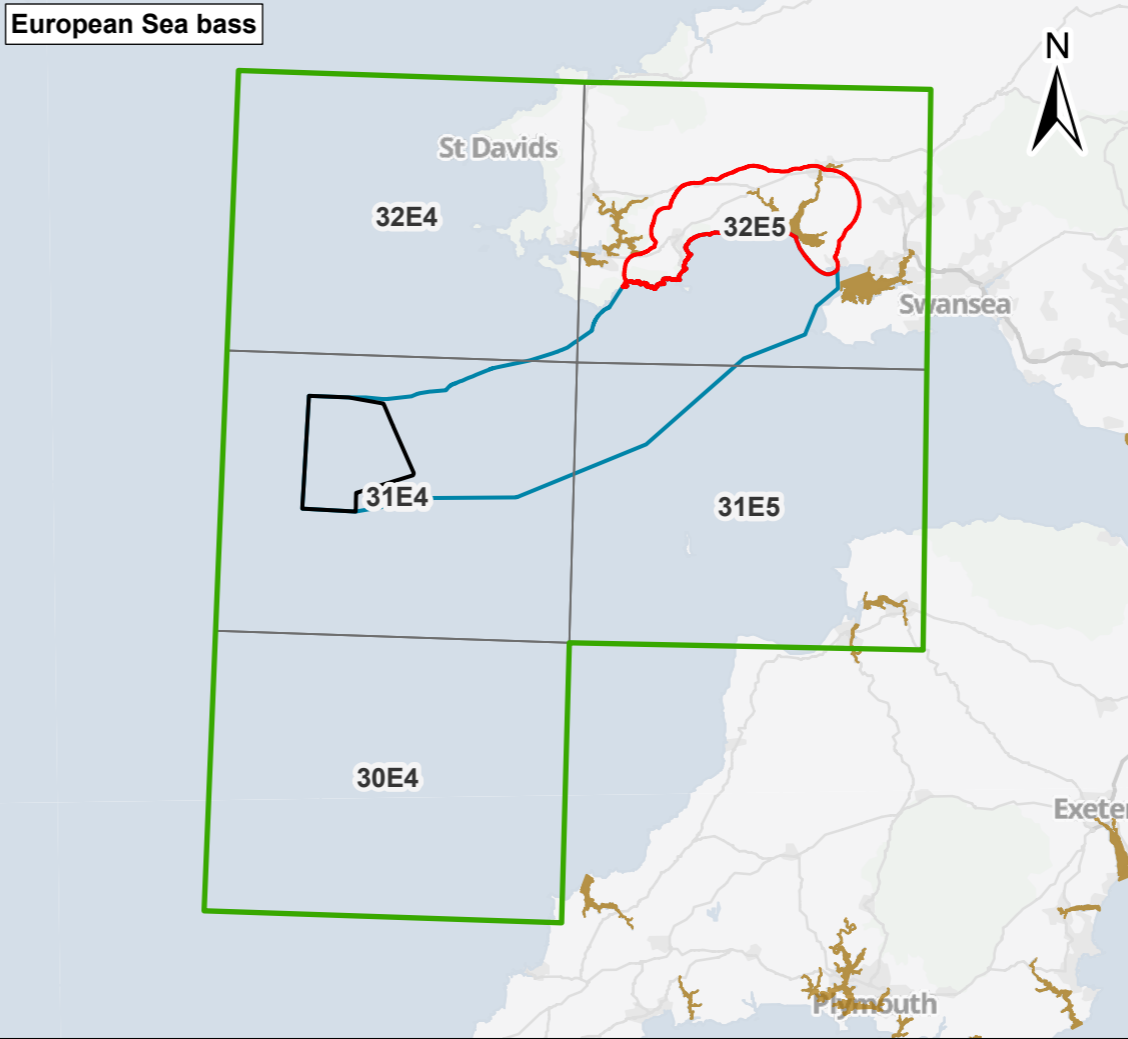 European Sea bass
N
St Davids
32E4
32E5
Swansea
31E4
31E5
30E4
Exeter
Plymouth